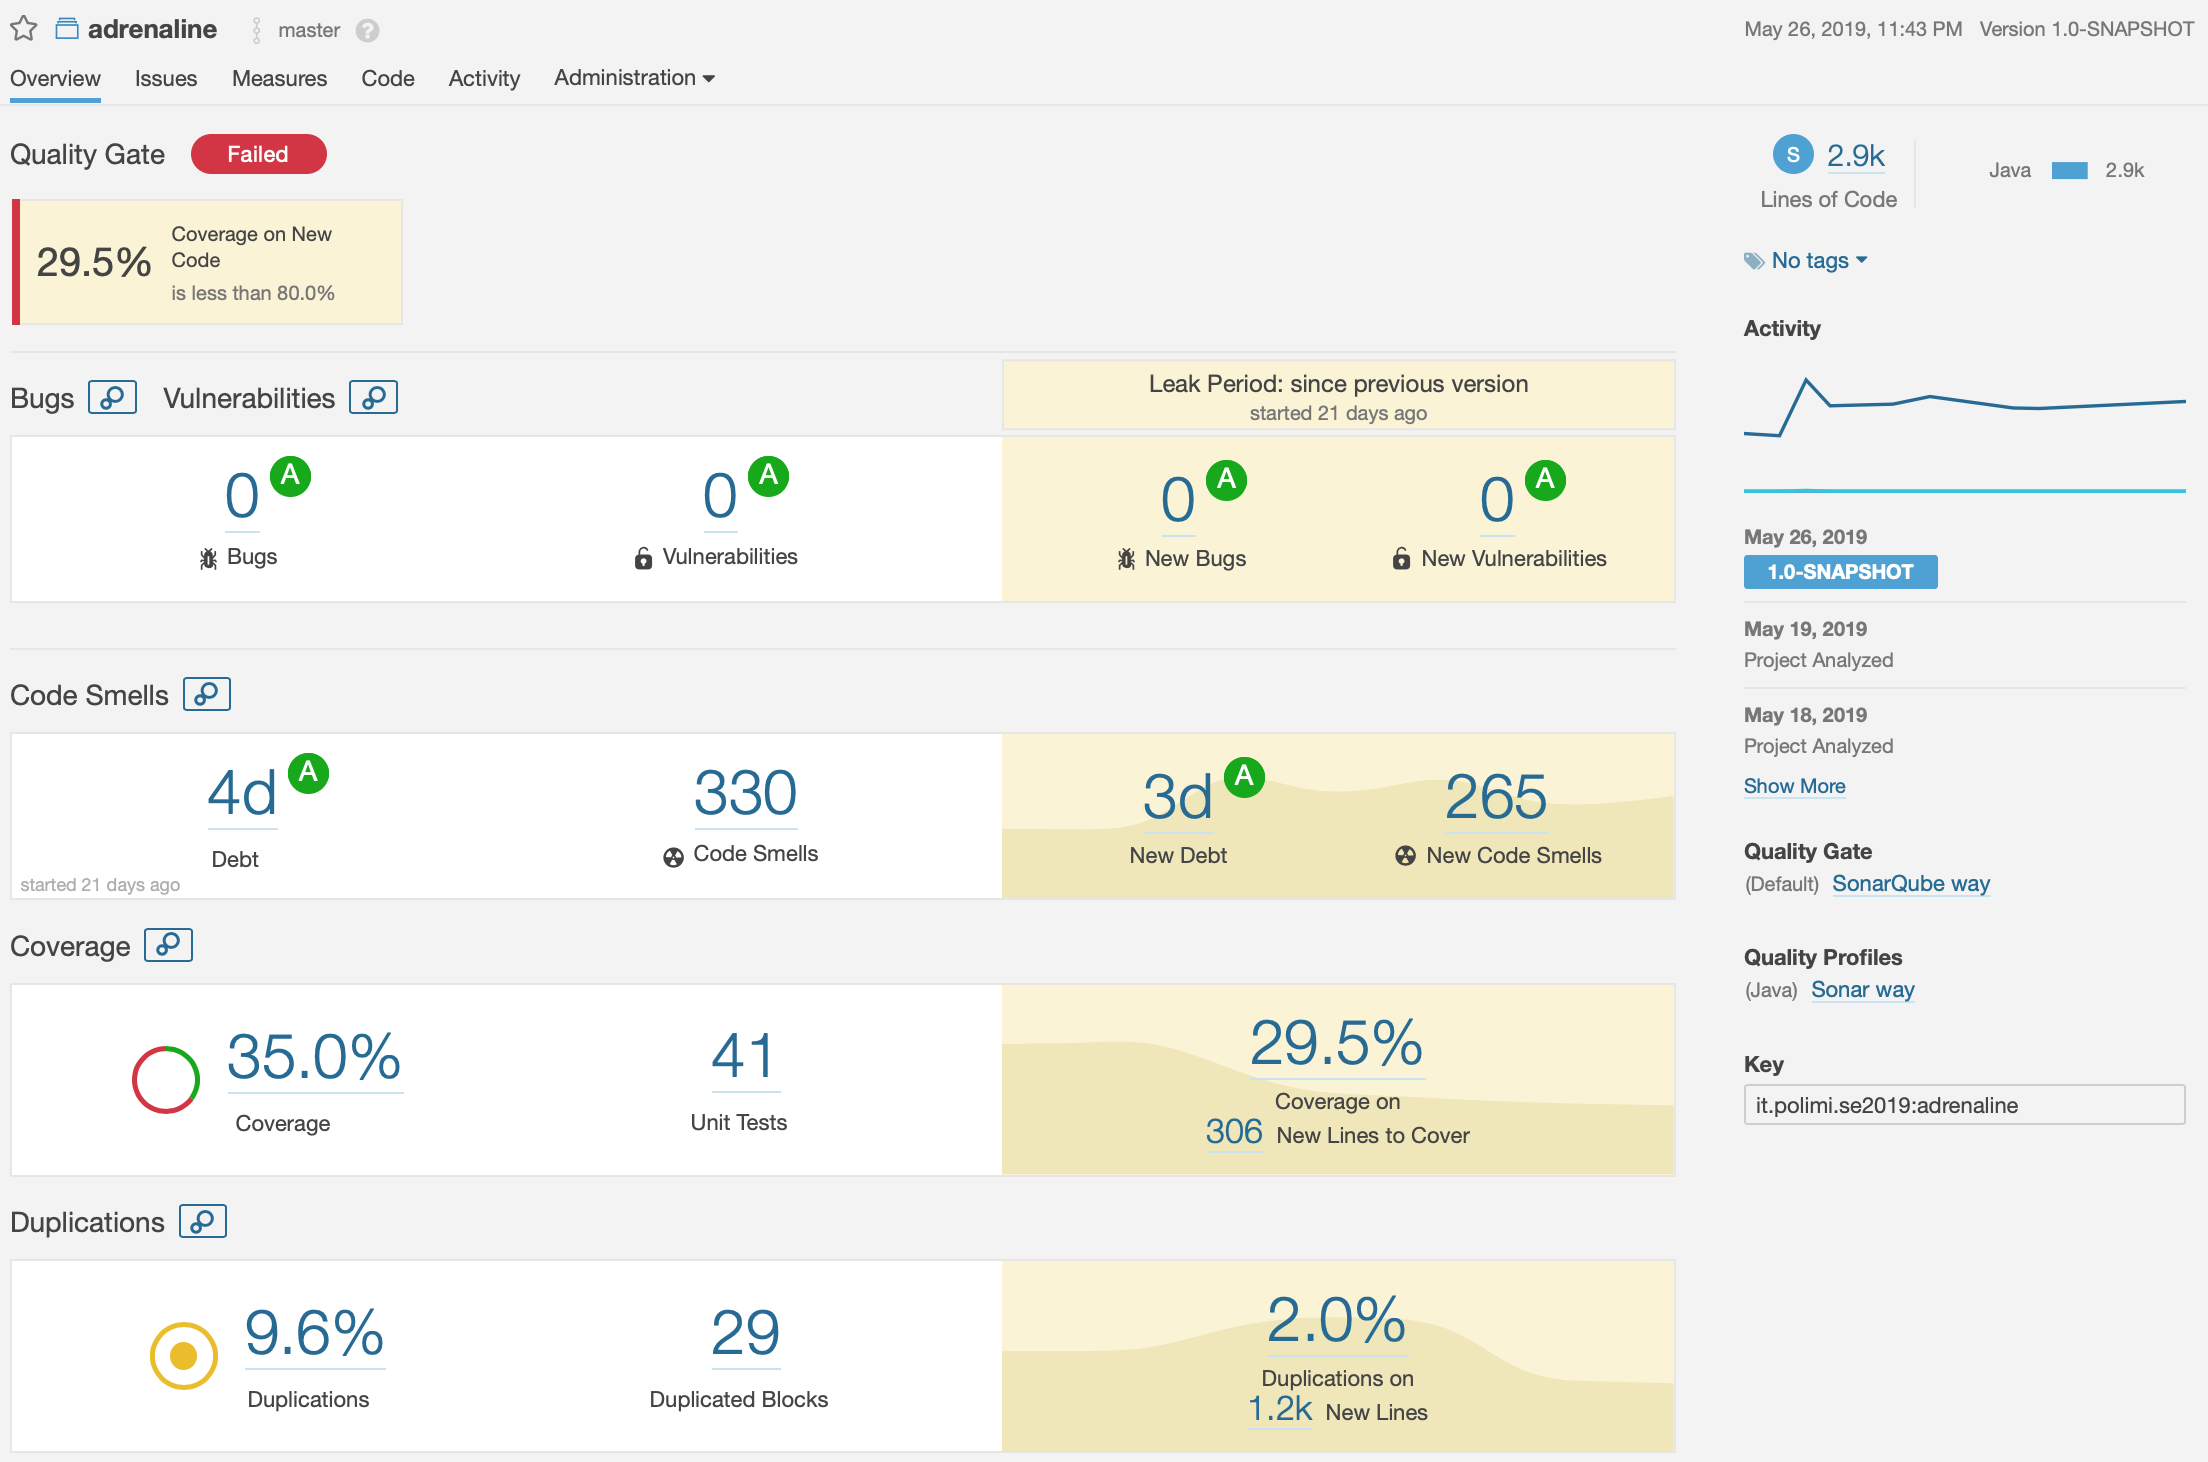 adrenaline master ?
May 26, 2019, 11:43 PM Version 1.0-SNAPSHOT
Overview Issues Measures Code Activity Administration
Quality Gate Failed
29.5% Coverage on New
Code
is less than 80.0%
Leak Period: since previous version
started 21 days ago
Bugs Vulnerabilities
0 A
Bugs
0 A
Vulnerabilities
0 A
New Bugs
0 A
New Vulnerabilities
Code Smells
4d A
Debt
started 21 days ago
330
Code Smells
3d A
New Debt
265
New Code Smells
Coverage
35.0%
Coverage
41
Unit Tests
29.5%
Coverage on
306 New Lines to Cover
Duplications
9.6%
Duplications
29
Duplicated Blocks
2.0%
Duplications on
1.2k New Lines
S 2.9k
Lines of Code
Java 2.9k
No tags
Activity
May 26, 2019
1.0-SNAPSHOT
May 19, 2019
Project Analyzed
May 18, 2019
Project Analyzed
Show More
Quality Gate
(Default) SonarQube way
Quality Profiles
(Java) Sonar way
Key
it.polimi.se2019:adrenaline